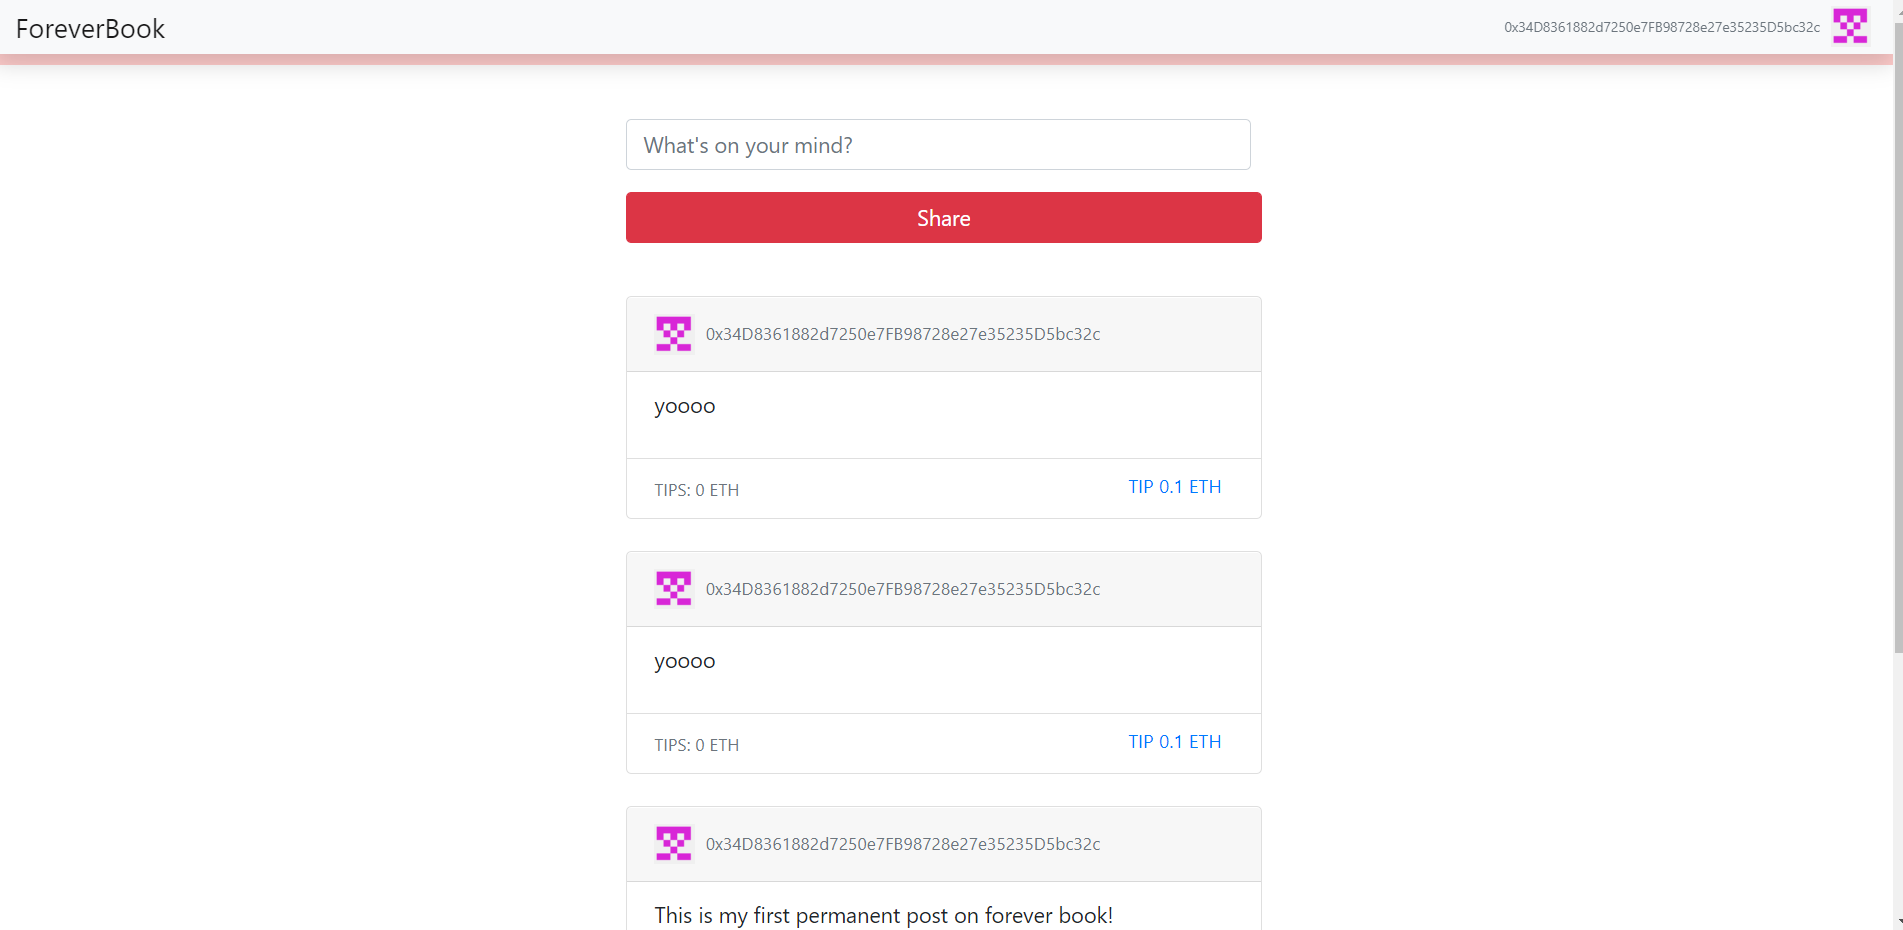 ForeverBook
0x34D8361882d7250e7FB98728e27e35235D5bc32c
What's on your mind?
Share
0x34D8361882d7250e7FB98728e27e35235D5bc32c
yoooo
TIPS: 0 ETH
TIP 0.1 ETH
0x34D8361882d7250e7FB98728e27e35235D5bc32c
yoooo
TIPS: 0 ETH
TIP 0.1 ETH
0x34D8361882d7250e7FB98728e27e35235D5bc32c
This is my first permanent post on forever book!